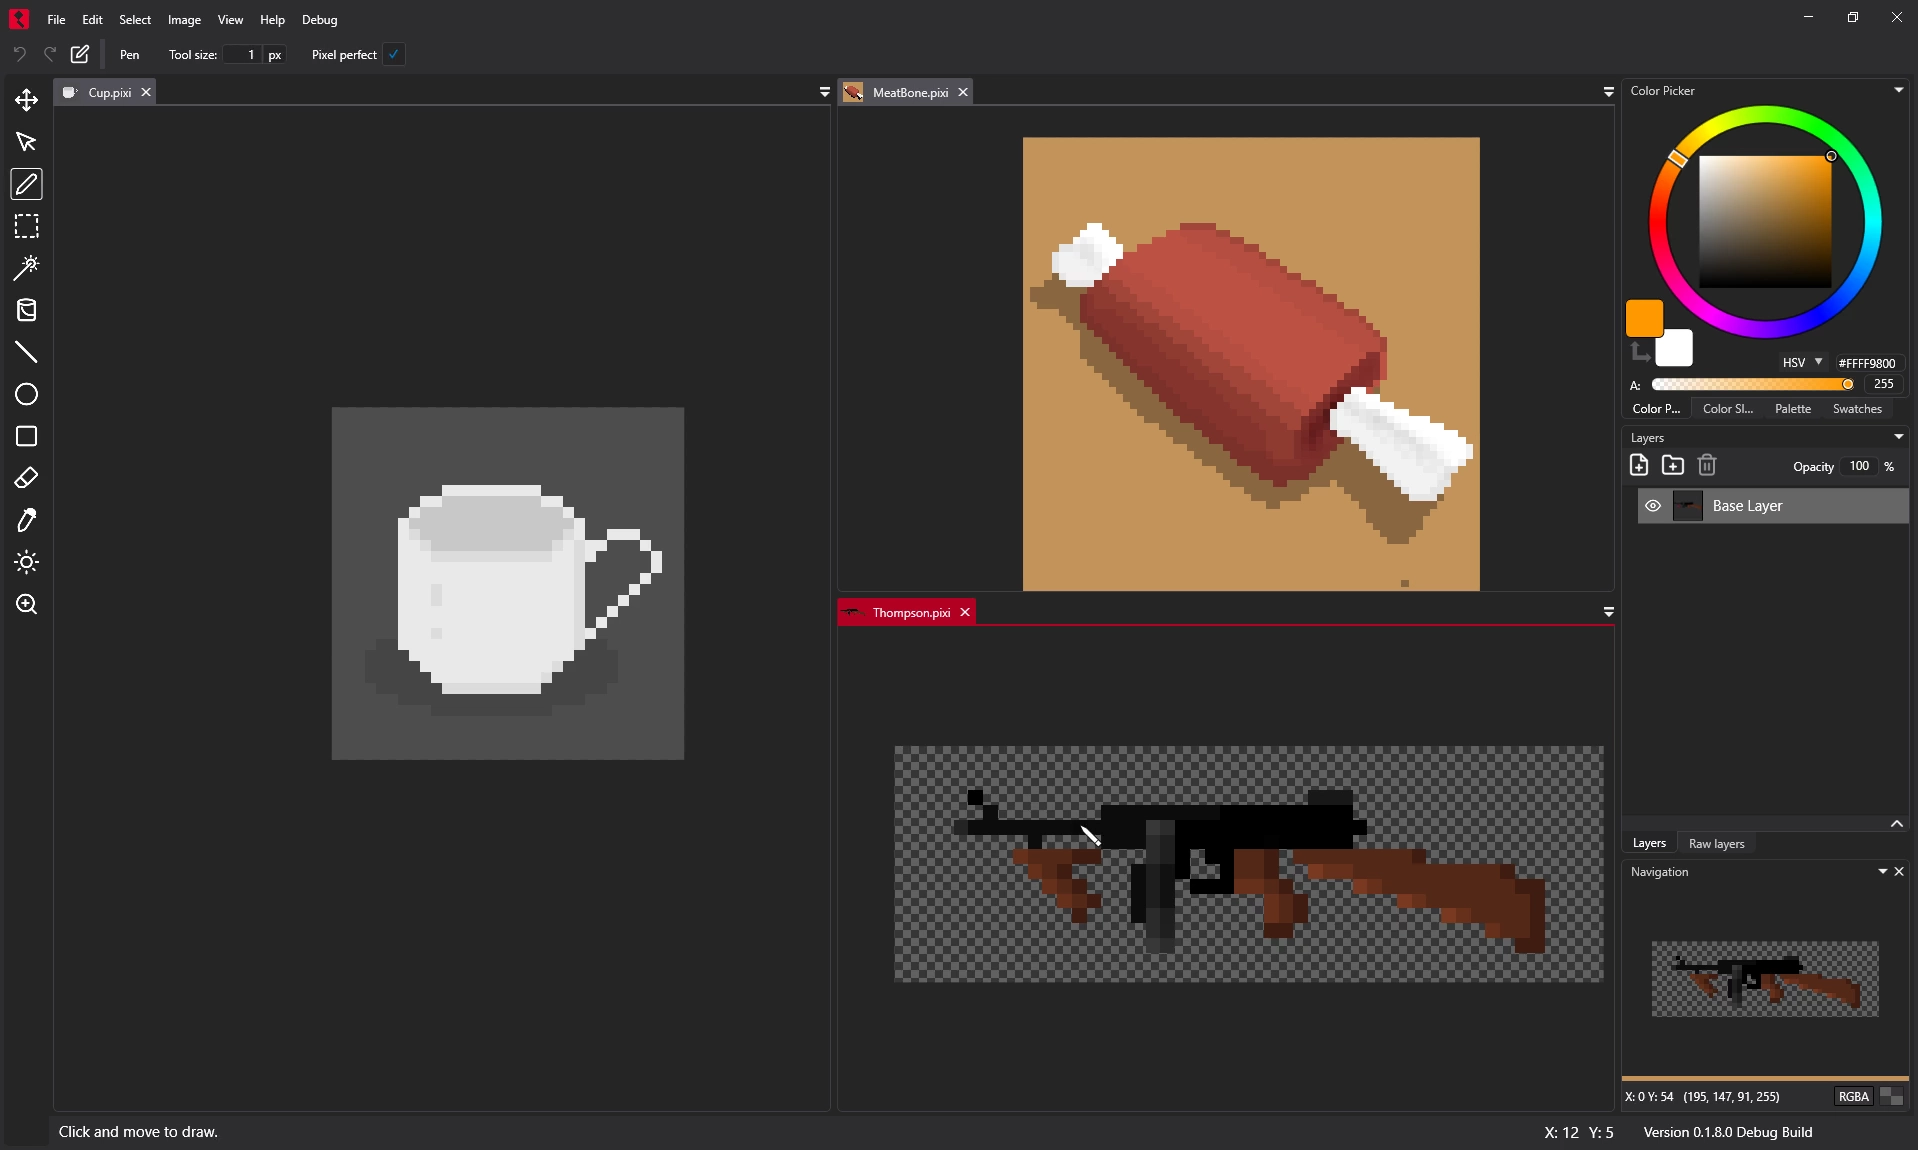 File Edit Select Image View Help Debug
Pen Tool size: 1 px Pixel perfect
Cup.pixi
MeatBone.pixi
Color Picker
HSV #FFFF9800
A: 255
Color P... Color Sl... Palette Swatches
Layers
Opacity 100 %
Base Layer
Thompson.pixi
Layers Raw layers
Navigation
X: 0 Y: 54 (195, 147, 91, 255) RGBA
Click and move to draw.
X: 12 Y: 5 Version 0.1.8.0 Debug Build